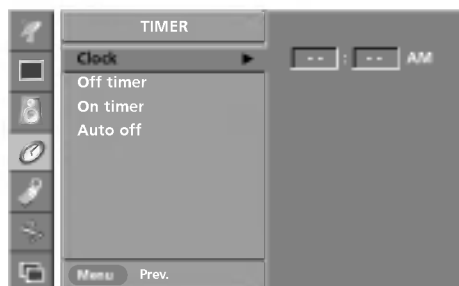 TIMER
Clock ► -- : -- AM
Off timer
On timer
Auto off
Menu Prev.